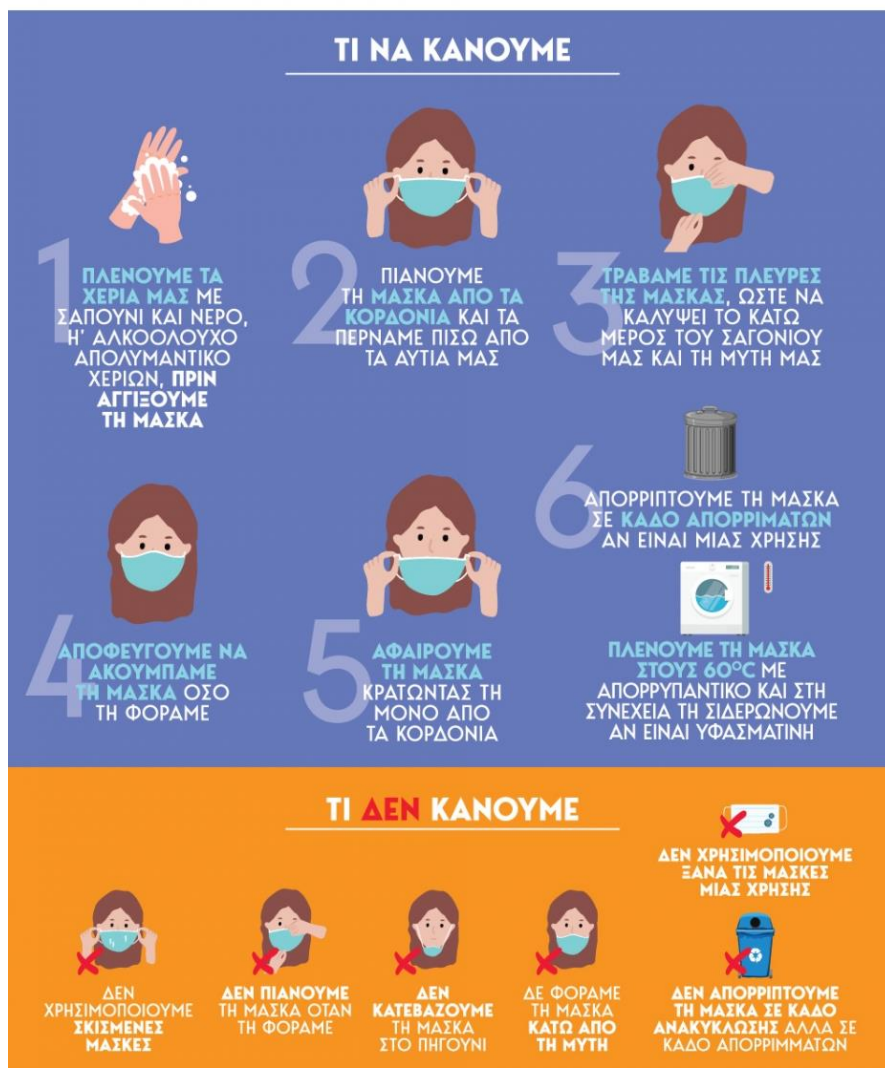 ΤΙ ΝΑ ΚΑΝΟΥΜΕ
1
ΠΛΕΝΟΥΜΕ ΤΑ
ΧΕΡΙΑ ΜΑΣ ΜΕ
ΣΑΠΟΥΝΙ ΚΑΙ ΝΕΡΟ,
Η' ΑΛΚΟΟΛΟΥΧΟ
ΑΠΟΛΥΜΑΝΤΙΚΟ
ΧΕΡΙΩΝ, ΠΡΙΝ
ΑΓΓΙΞΟΥΜΕ
ΤΗ ΜΑΣΚΑ
2
ΠΙΑΝΟΥΜΕ
ΤΗ ΜΑΣΚΑ ΑΠΟ ΤΑ
ΚΟΡΔΟΝΙΑ ΚΑΙ ΤΑ
ΠΕΡΝΑΜΕ ΠΙΣΩ ΑΠΟ
ΤΑ ΑΥΤΙΑ ΜΑΣ
3
ΤΡΑΒΑΜΕ ΤΙΣ ΠΛΕΥΡΕΣ
ΤΗΣ ΜΑΣΚΑΣ, ΩΣΤΕ ΝΑ
ΚΑΛΥΨΕΙ ΤΟ ΚΑΤΩ
ΜΕΡΟΣ ΤΟΥ ΣΑΓΟΝΙΟΥ
ΜΑΣ ΚΑΙ ΤΗ ΜΥΤΗ ΜΑΣ
4
ΑΠΟΦΕΥΓΟΥΜΕ ΝΑ
ΑΚΟΥΜΠΑΜΕ
ΤΗ ΜΑΣΚΑ ΟΣΟ
ΤΗ ΦΟΡΑΜΕ
5
ΑΦΑΙΡΟΥΜΕ
ΤΗ ΜΑΣΚΑ
ΚΡΑΤΩΝΤΑΣ ΤΗ
ΜΟΝΟ ΑΠΟ
ΤΑ ΚΟΡΔΟΝΙΑ
6
ΑΠΟΡΡΙΠΤΟΥΜΕ ΤΗ ΜΑΣΚΑ
ΣΕ ΚΑΔΟ ΑΠΟΡΡΙΜΑΤΩΝ
ΑΝ ΕΙΝΑΙ ΜΙΑΣ ΧΡΗΣΗΣ
ΠΛΕΝΟΥΜΕ ΤΗ ΜΑΣΚΑ
ΣΤΟΥΣ 60°C ΜΕ
ΑΠΟΡΡΥΠΑΝΤΙΚΟ ΚΑΙ ΣΤΗ
ΣΥΝΕΧΕΙΑ ΤΗ ΣΙΔΕΡΩΝΟΥΜΕ
ΑΝ ΕΙΝΑΙ ΥΦΑΣΜΑΤΙΝΗ
ΤΙ ΔΕΝ ΚΑΝΟΥΜΕ
ΔΕΝ
ΧΡΗΣΙΜΟΠΟΙΟΥΜΕ
ΣΚΙΣΜΕΝΕΣ
ΜΑΣΚΕΣ
ΔΕΝ ΠΙΑΝΟΥΜΕ
ΤΗ ΜΑΣΚΑ ΟΤΑΝ
ΤΗ ΦΟΡΑΜΕ
ΔΕΝ
ΚΑΤΕΒΑΖΟΥΜΕ
ΤΗ ΜΑΣΚΑ
ΣΤΟ ΠΗΓΟΥΝΙ
ΔΕ ΦΟΡΑΜΕ
ΤΗ ΜΑΣΚΑ
ΚΑΤΩ ΑΠΟ
ΤΗ ΜΥΤΗ
ΔΕΝ ΧΡΗΣΙΜΟΠΟΙΟΥΜΕ
ΞΑΝΑ ΤΙΣ ΜΑΣΚΕΣ
ΜΙΑΣ ΧΡΗΣΗΣ
ΔΕΝ ΑΠΟΡΡΙΠΤΟΥΜΕ
ΤΗ ΜΑΣΚΑ ΣΕ ΚΑΔΟ
ΑΝΑΚΥΚΛΩΣΗΣ ΑΛΛΑ ΣΕ
ΚΑΔΟ ΑΠΟΡΡΙΜΜΑΤΩΝ